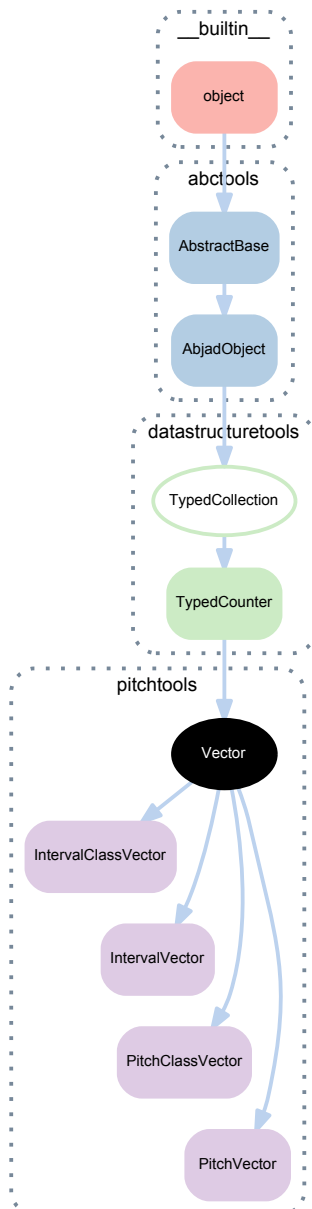 __builtin__
object
abctools
AbstractBase
AbjadObject
datastructuretools
TypedCollection
TypedCounter
pitchtools
Vector
IntervalClassVector
IntervalVector
PitchClassVector
PitchVector